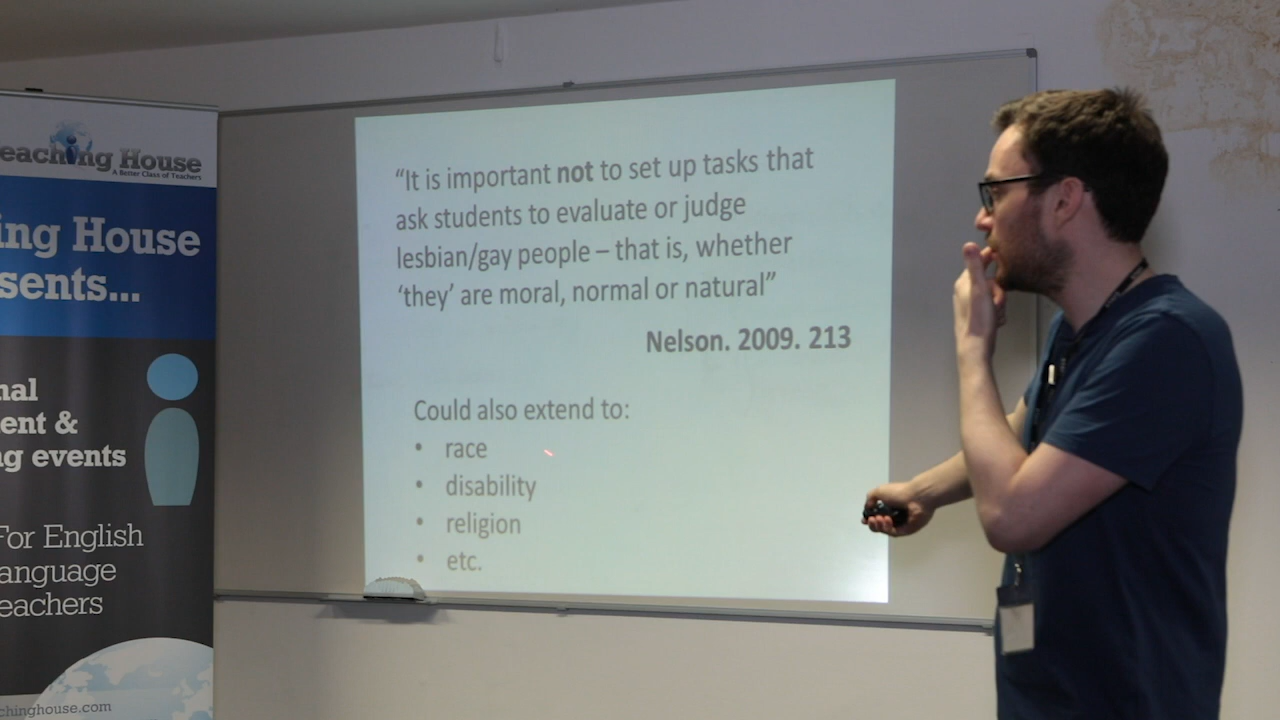 eaching House
A Better Class of Teachers
ing House
sents...
nal
ent &
ng events
For English
anguage
eachers
chinghouse.com
“It is important not to set up tasks that
ask students to evaluate or judge
lesbian/gay people – that is, whether
‘they’ are moral, normal or natural”
Nelson. 2009. 213
Could also extend to:
• race
• disability
• religion
• etc.